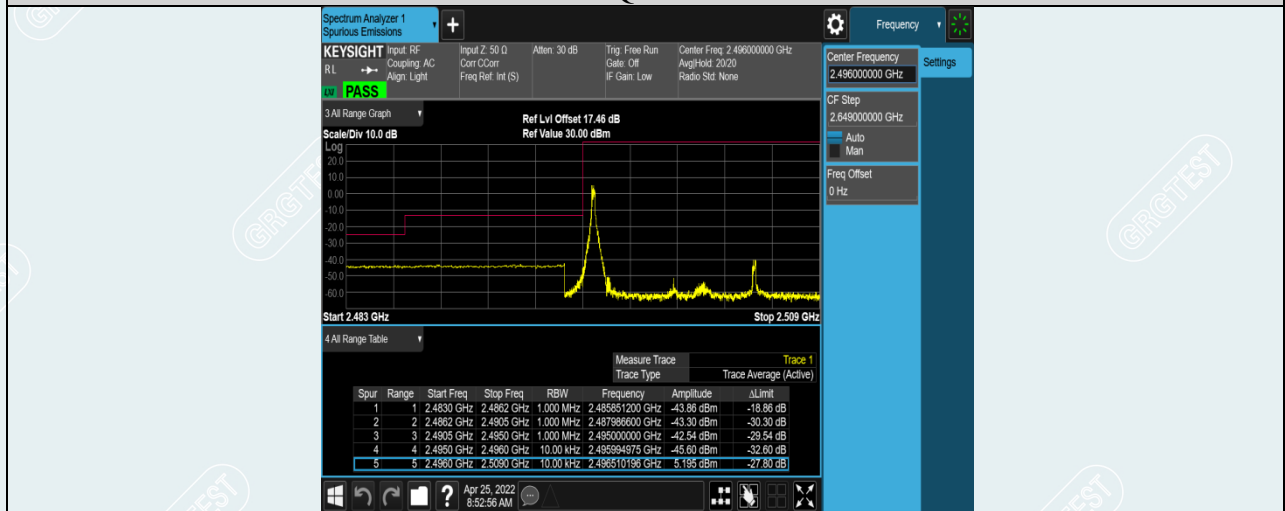 Spectrum Analyzer 1
Spurious Emissions
Frequency
KEYSIGHT Input: RF Input Z: 50 Ω Atten: 30 dB Trig: Free Run Center Freq: 2.496000000 GHz
RL Coupling: AC Corr CCorr Gate: Off Avg|Hold: 20/20
Align: Light Freq Ref: Int (S) IF Gain: Low Radio Std: None
PASS
Center Frequency
2.496000000 GHz
Settings
CF Step
2.649000000 GHz
Auto
Man
Freq Offset
0 Hz
3 All Range Graph
Ref Lvl Offset 17.46 dB
Scale/Div 10.0 dB Ref Value 30.00 dBm
Log
20.0
10.0
0.00
-10.0
-20.0
-30.0
-40.0
-50.0
-60.0
Start 2.483 GHz Stop 2.509 GHz
4 All Range Table
Measure Trace Trace 1
Trace Type Trace Average (Active)
Spur Range Start Freq Stop Freq RBW Frequency Amplitude ΔLimit
1 1 2.4830 GHz 2.4862 GHz 1.000 MHz 2.485851200 GHz -43.86 dBm -18.86 dB
2 2 2.4862 GHz 2.4905 GHz 1.000 MHz 2.487986600 GHz -43.30 dBm -30.30 dB
3 3 2.4905 GHz 2.4950 GHz 1.000 MHz 2.495000000 GHz -42.54 dBm -29.54 dB
4 4 2.4950 GHz 2.4960 GHz 10.00 kHz 2.495994975 GHz -45.60 dBm -32.60 dB
5 5 2.4960 GHz 2.5090 GHz 10.00 kHz 2.496510196 GHz 5.195 dBm -27.80 dB
Apr 25, 2022
8:52:56 AM
GRGTEST
GRGTEST
GRGTEST
GRGTEST